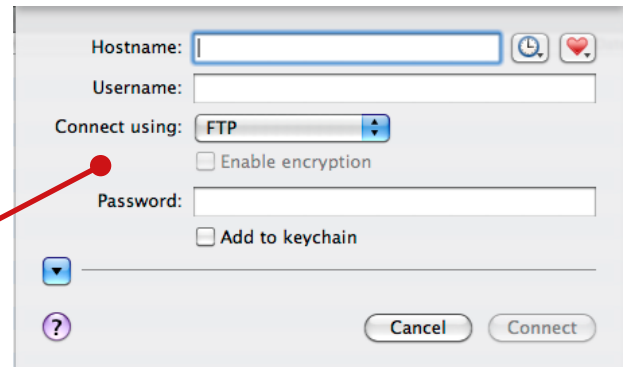 Hostname:
Username:
Connect using: FTP
Enable encryption
Password:
Add to keychain
? Cancel Connect